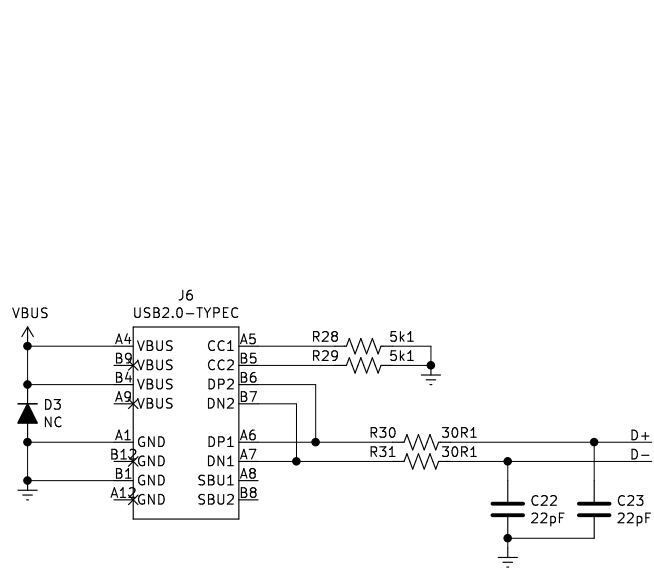 J6
USB2.0-TYPEC
VBUS
A4 VBUS CC1 A5 R28 5k1
B9 VBUS CC2 B5 R29 5k1
B4 VBUS DP2 B6
A9 VBUS DN2 B7
D3
NC
A1 GND DP1 A6 R30 30R1 D+
B12 GND DN1 A7 R31 30R1 D-
B1 GND SBU1 A8
A12 GND SBU2 B8
C22 C23
22pF 22pF